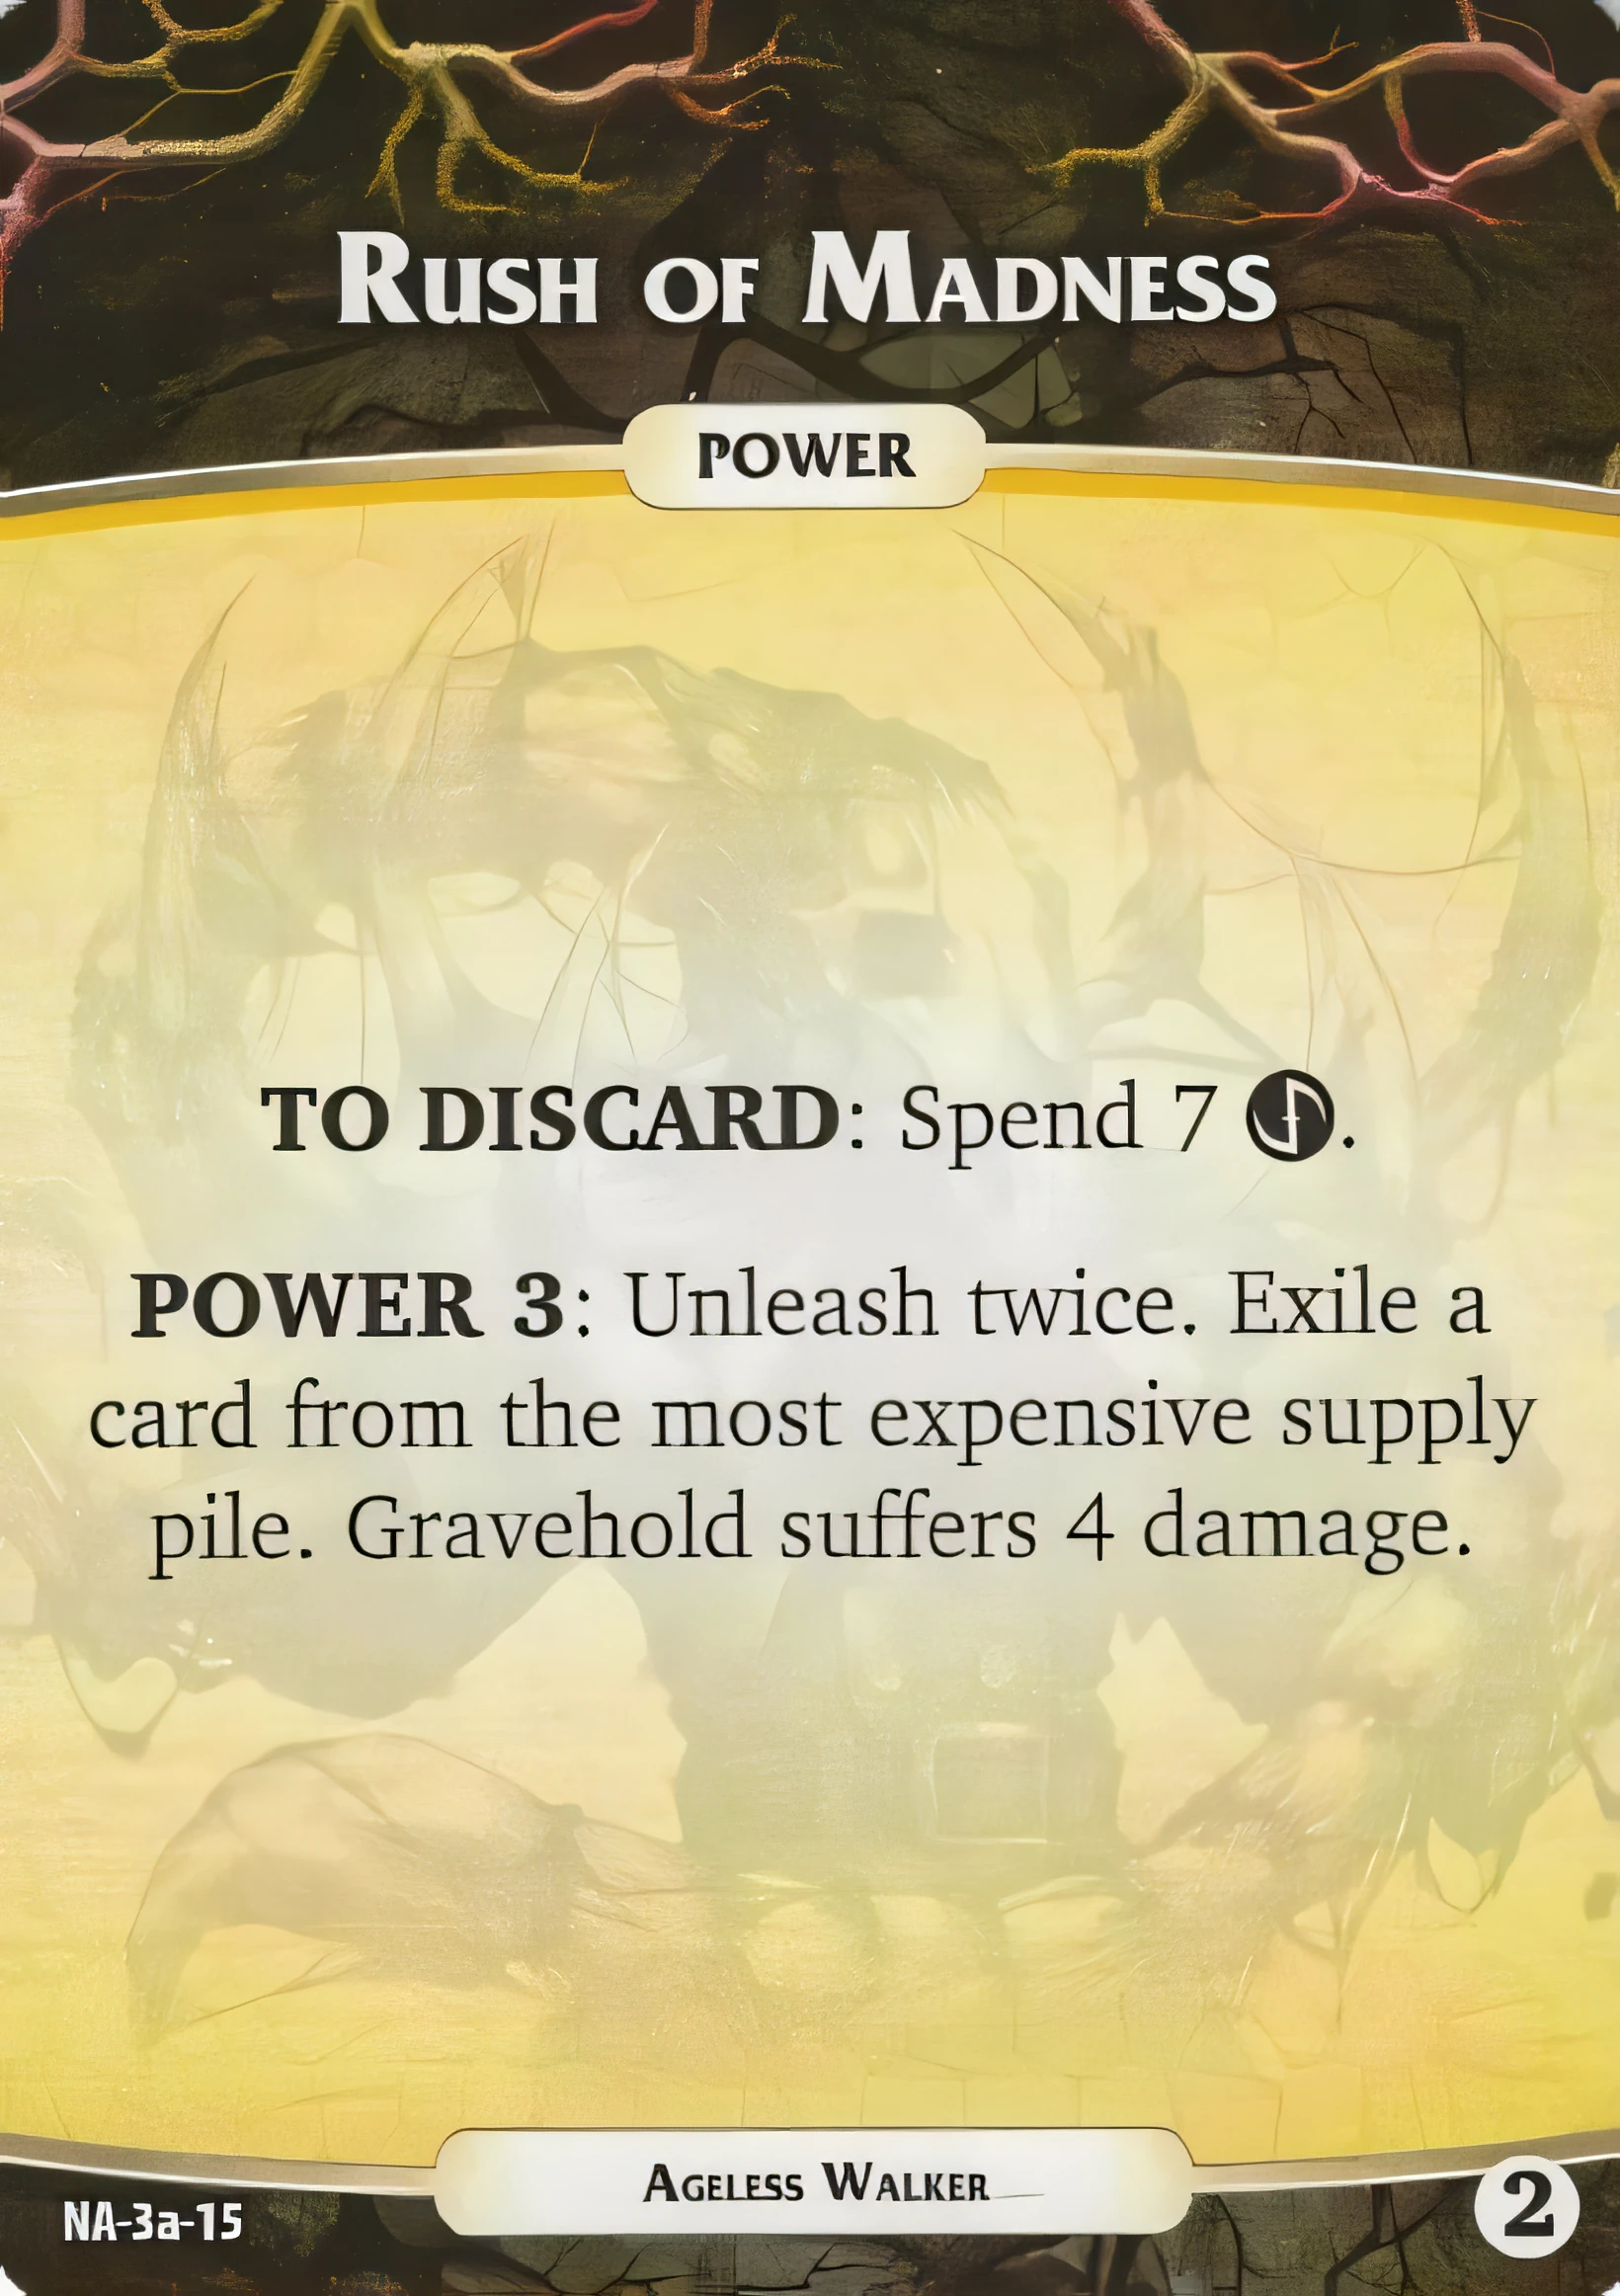 Rush of Madness
POWER
TO DISCARD: Spend 7 .
POWER 3: Unleash twice. Exile a
card from the most expensive supply
pile. Gravehold suffers 4 damage.
Ageless Walker
NA-3a-15
2